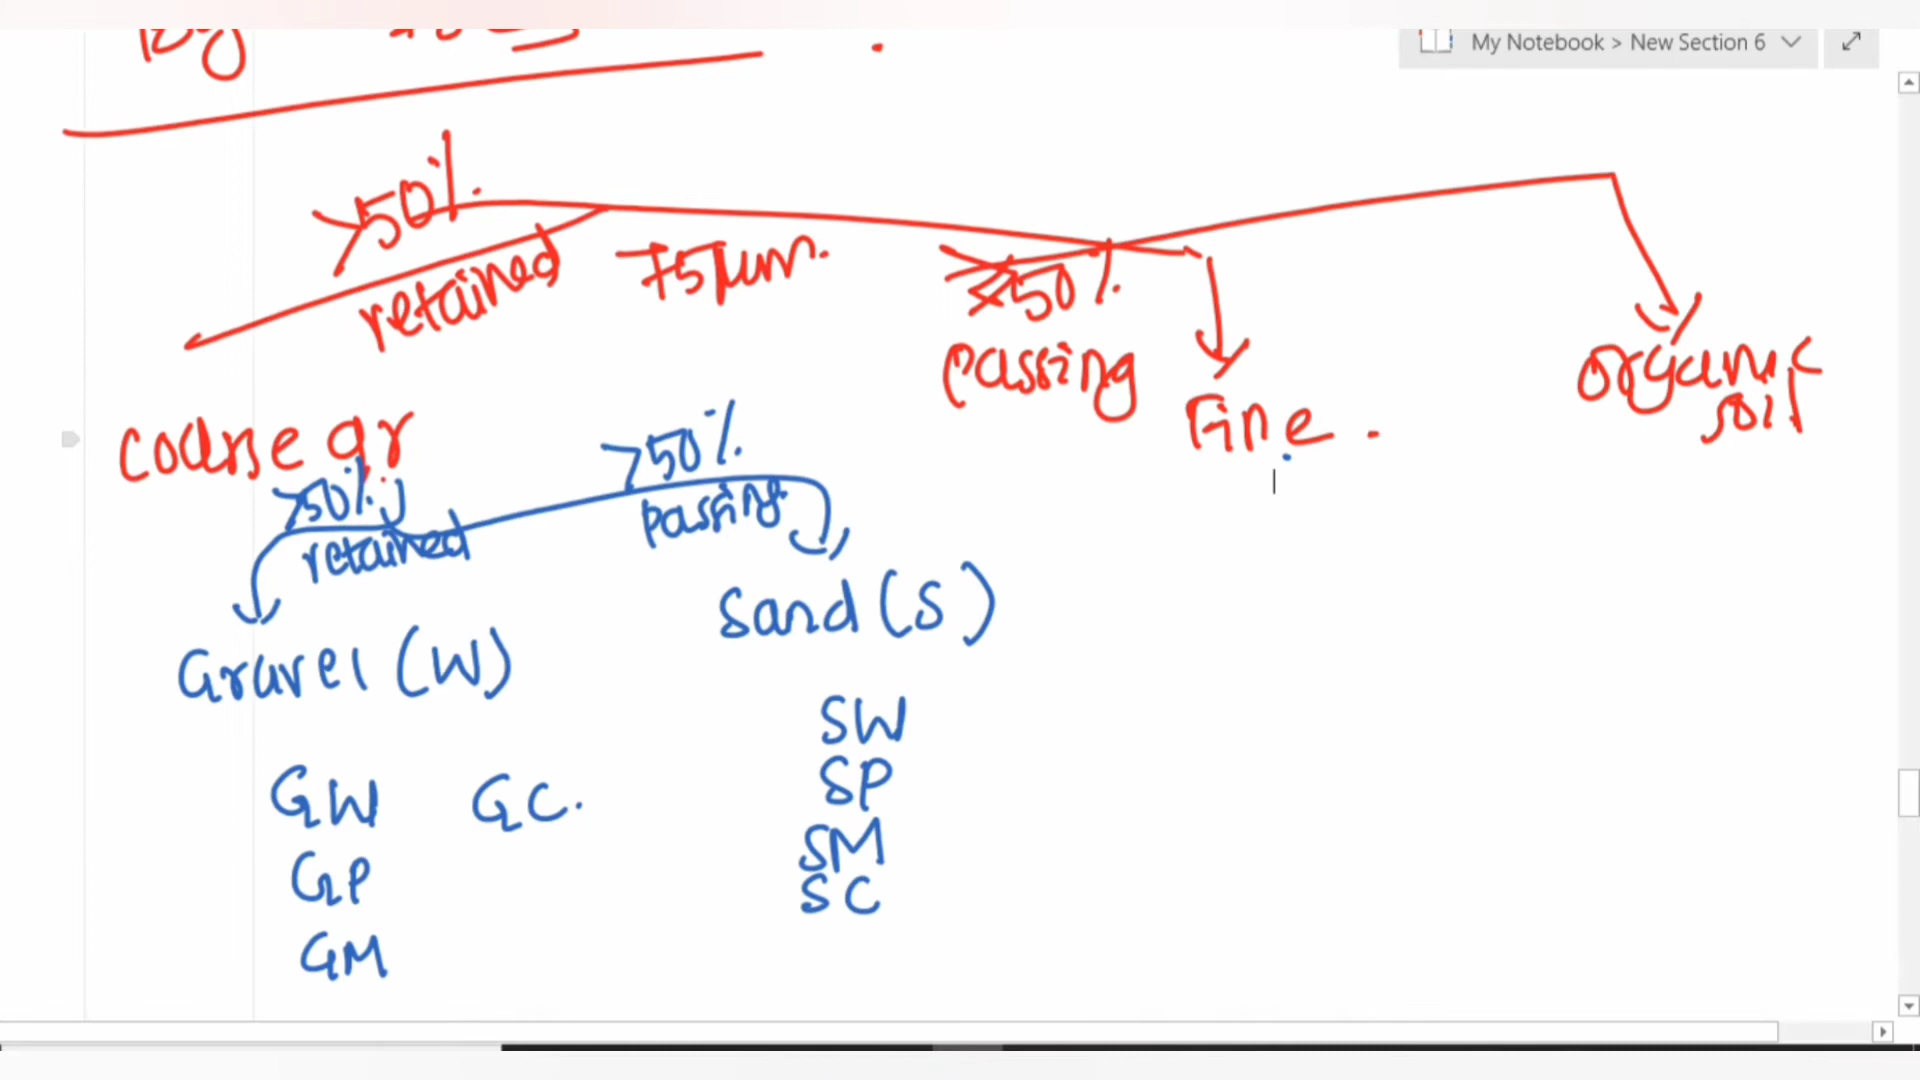 My Notebook > New Section 6
>50%
retained
75μm.
>50%
passing
Fine.
organic
soil
coarse gr
>50%
retained
>50%
passing
Gravel (W)
Sand (S)
GW GC.
GP
GM
SW
SP
SM
SC